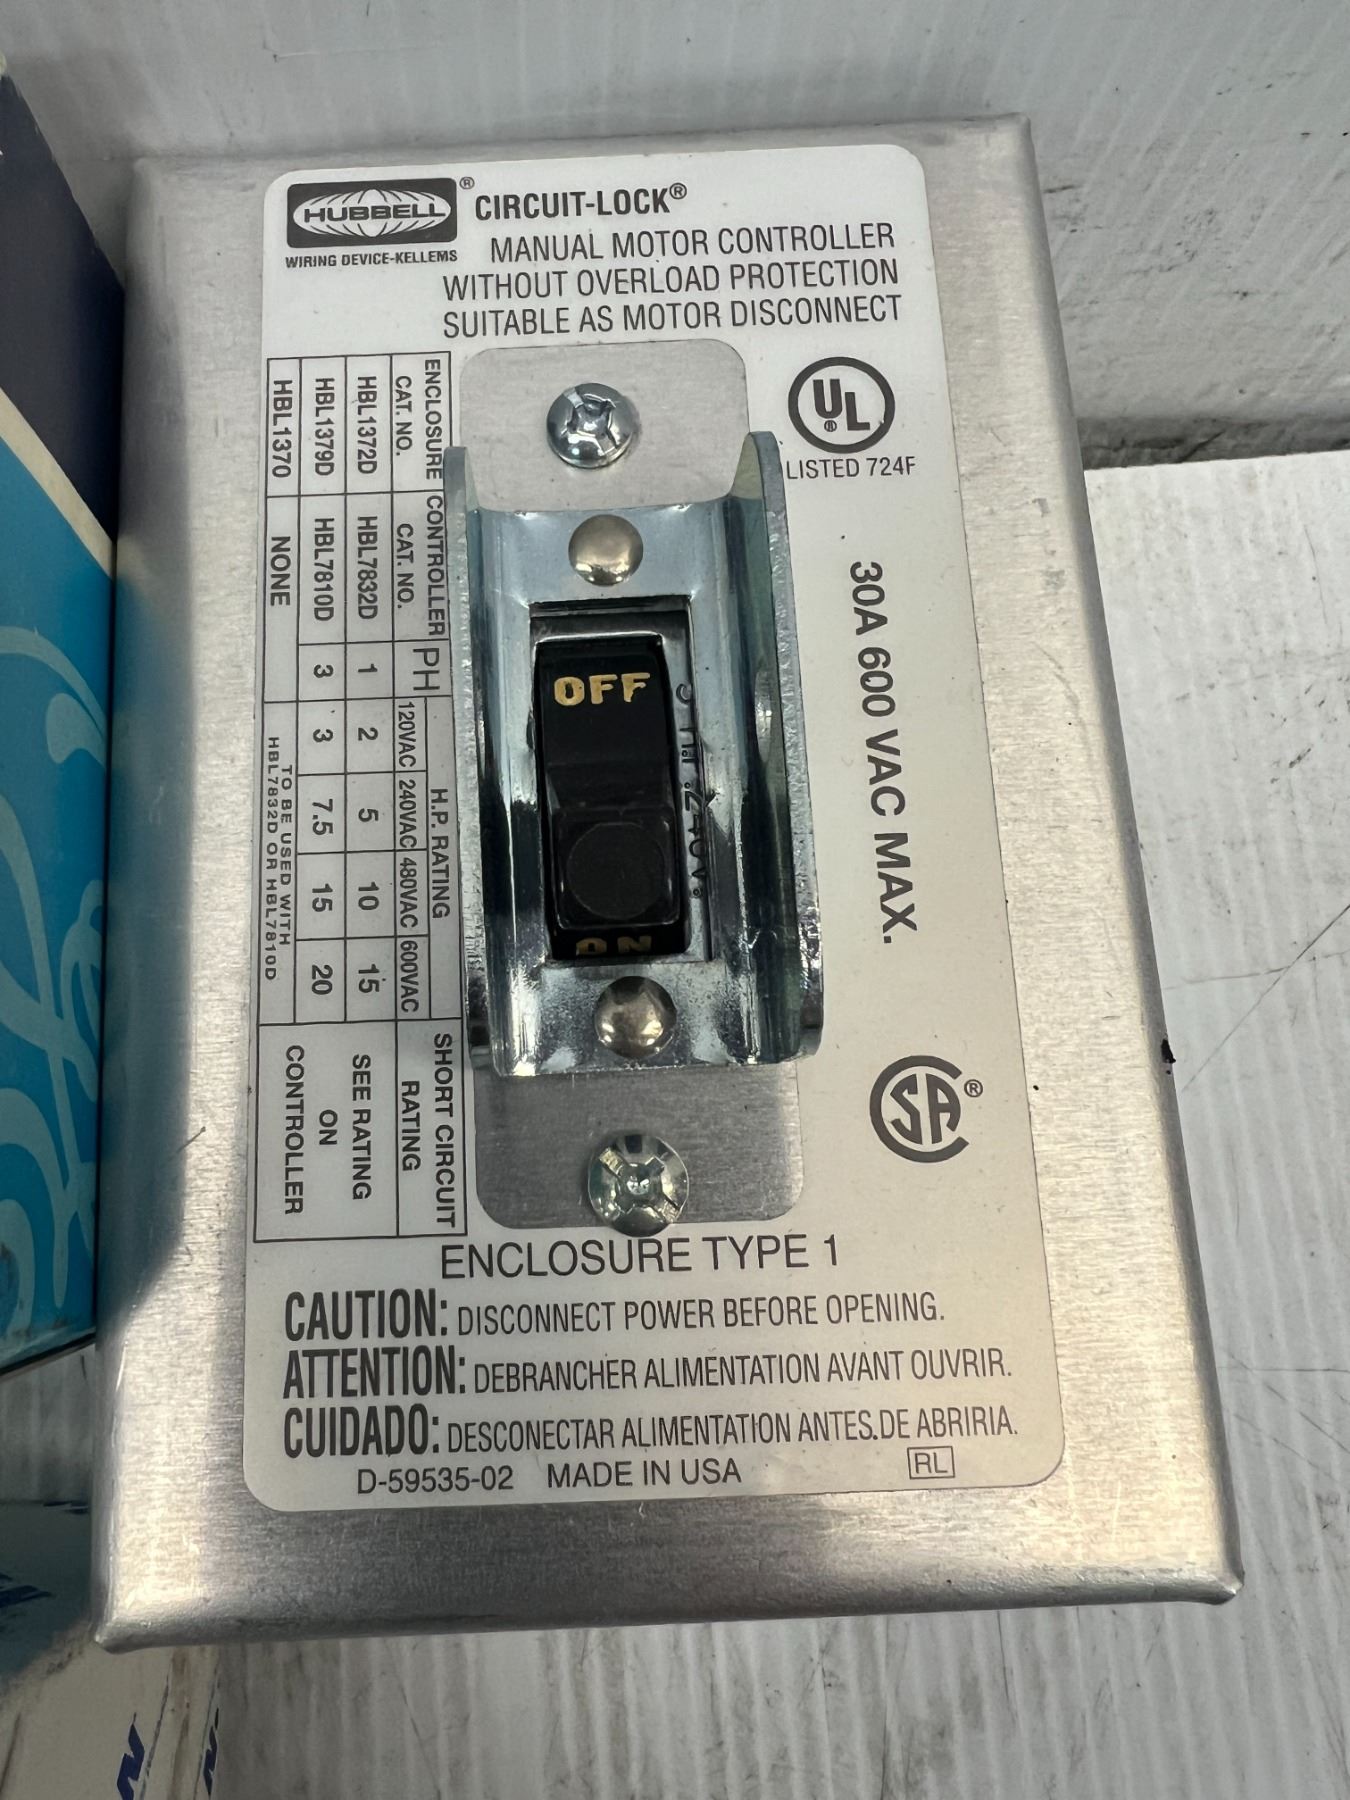 HUBBELL ®
WIRING DEVICE-KELLEMS
CIRCUIT-LOCK®
MANUAL MOTOR CONTROLLER
WITHOUT OVERLOAD PROTECTION
SUITABLE AS MOTOR DISCONNECT
ENCLOSURE CAT. NO. CONTROLLER CAT. NO. PH H.P. RATING SHORT CIRCUIT RATING
120VAC 240VAC 480VAC 600VAC
HBL1372D HBL7832D 1 2 5 10 15
HBL1379D HBL7810D 3 3 7.5 15 20
SEE RATING
ON
CONTROLLER
HBL1370 NONE TO BE USED WITH
HBL7832D OR HBL7810D
UL ®
LISTED 724F
30A 600 VAC MAX.
OFF
ON
CSA ®
ENCLOSURE TYPE 1
CAUTION: DISCONNECT POWER BEFORE OPENING.
ATTENTION: DEBRANCHER ALIMENTATION AVANT OUVRIR.
CUIDADO: DESCONECTAR ALIMENTATION ANTES.DE ABRIRIA.
D-59535-02 MADE IN USA RL